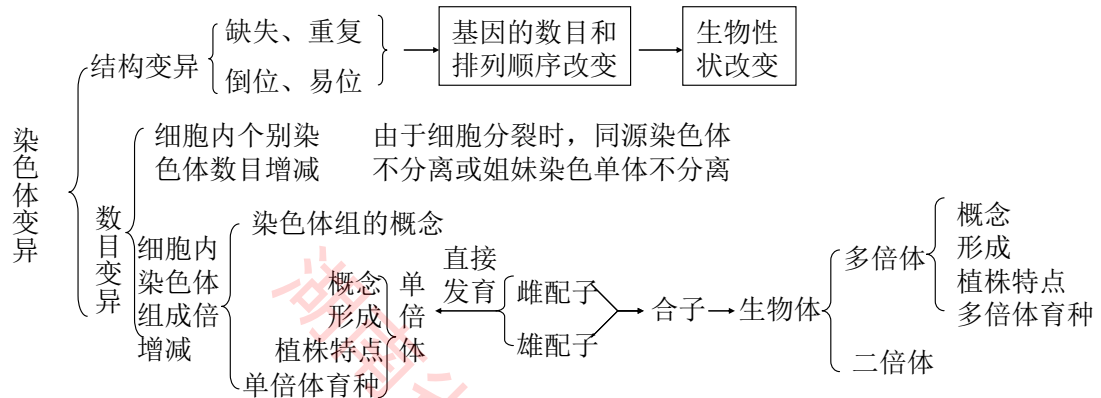 染色体变异
结构变异
缺失、重复
倒位、易位
基因的数目和
排列顺序改变
生物性
状改变
数目变异
细胞内个别染
色体数目增减
由于细胞分裂时，同源染色体
不分离或姐妹染色单体不分离
细胞内
染色体
组成倍
增减
染色体组的概念
概念
形成
植株特点
单倍体育种
单倍体
直接
发育
雌配子
雄配子
合子
生物体
多倍体
概念
形成
植株特点
多倍体育种
二倍体
湖南